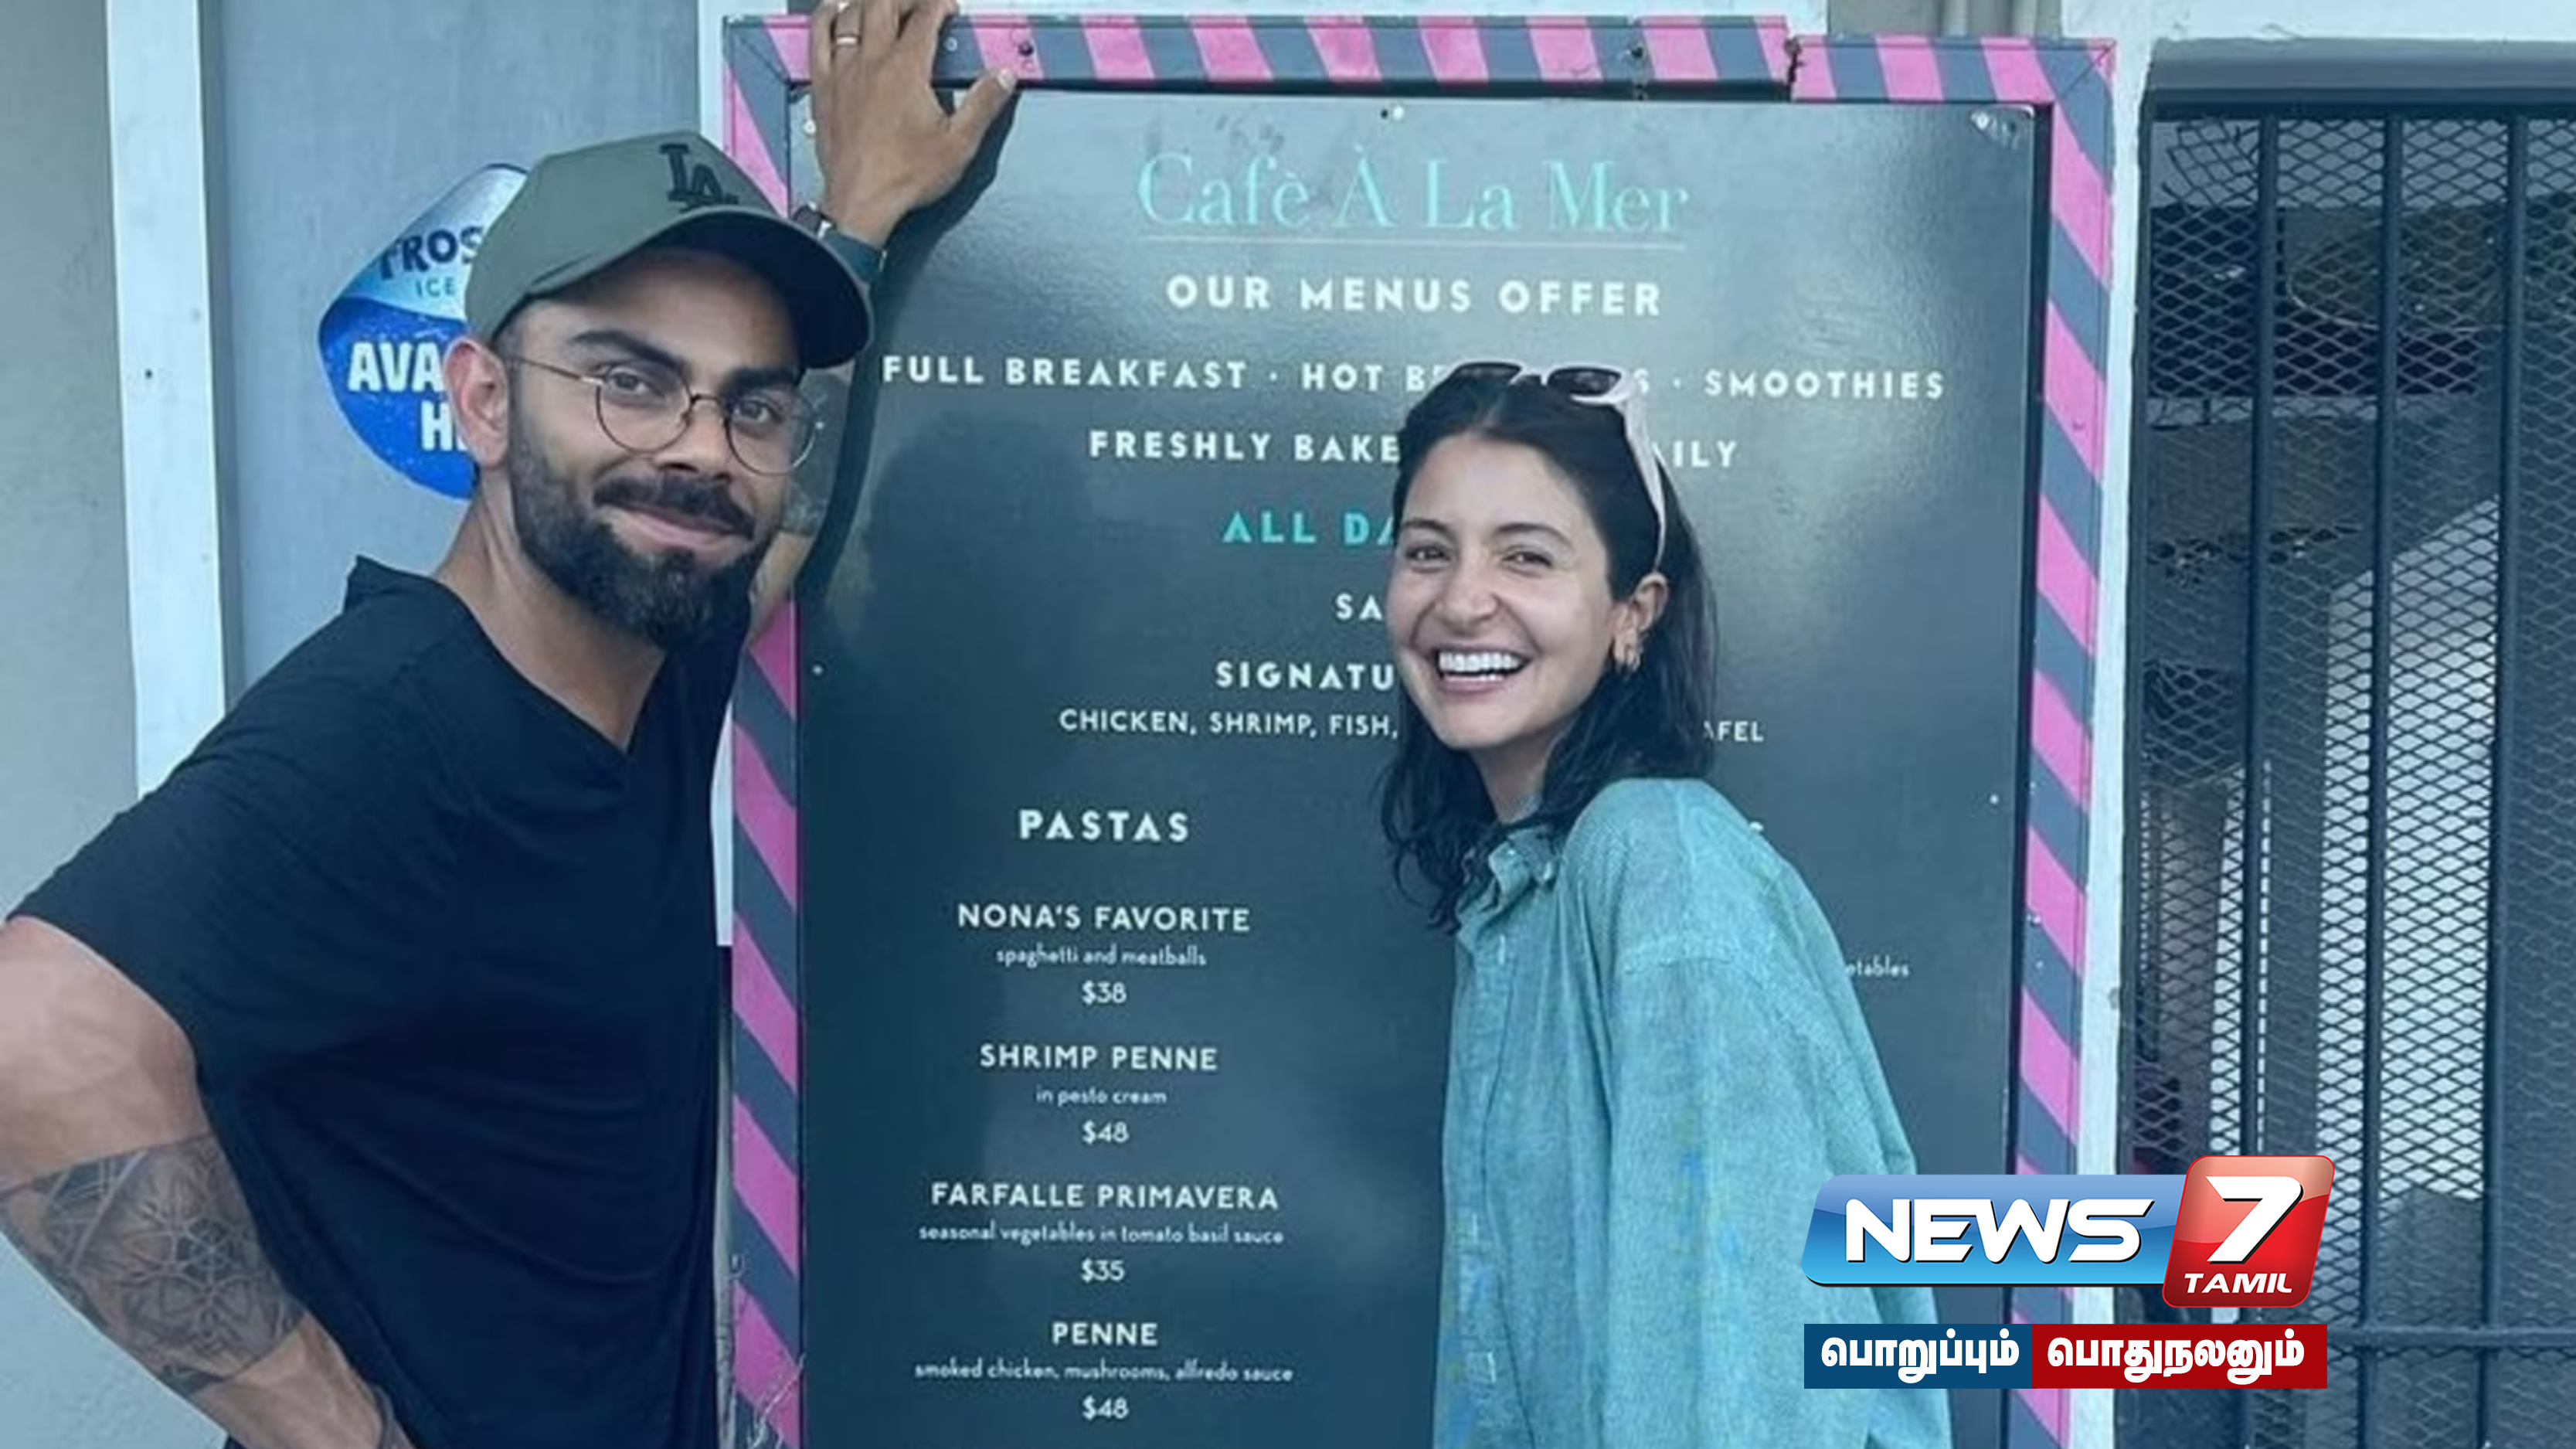 LA
FROS
ICE
AVA
H
Cafè À La Mer
OUR MENUS OFFER
FULL BREAKFAST · HOT BE S · SMOOTHIES
FRESHLY BAKE AILY
ALL DA
SA
SIGNATU
CHICKEN, SHRIMP, FISH, AFEL
PASTAS
NONA'S FAVORITE
spaghetti and meatballs
$38
etables
SHRIMP PENNE
in pesto cream
$48
FARFALLE PRIMAVERA
seasonal vegetables in tomato basil sauce
$35
PENNE
smoked chicken, mushrooms, alfredo sauce
$48
NEWS 7
TAMIL
பொறுப்பும் பொதுநலனும்